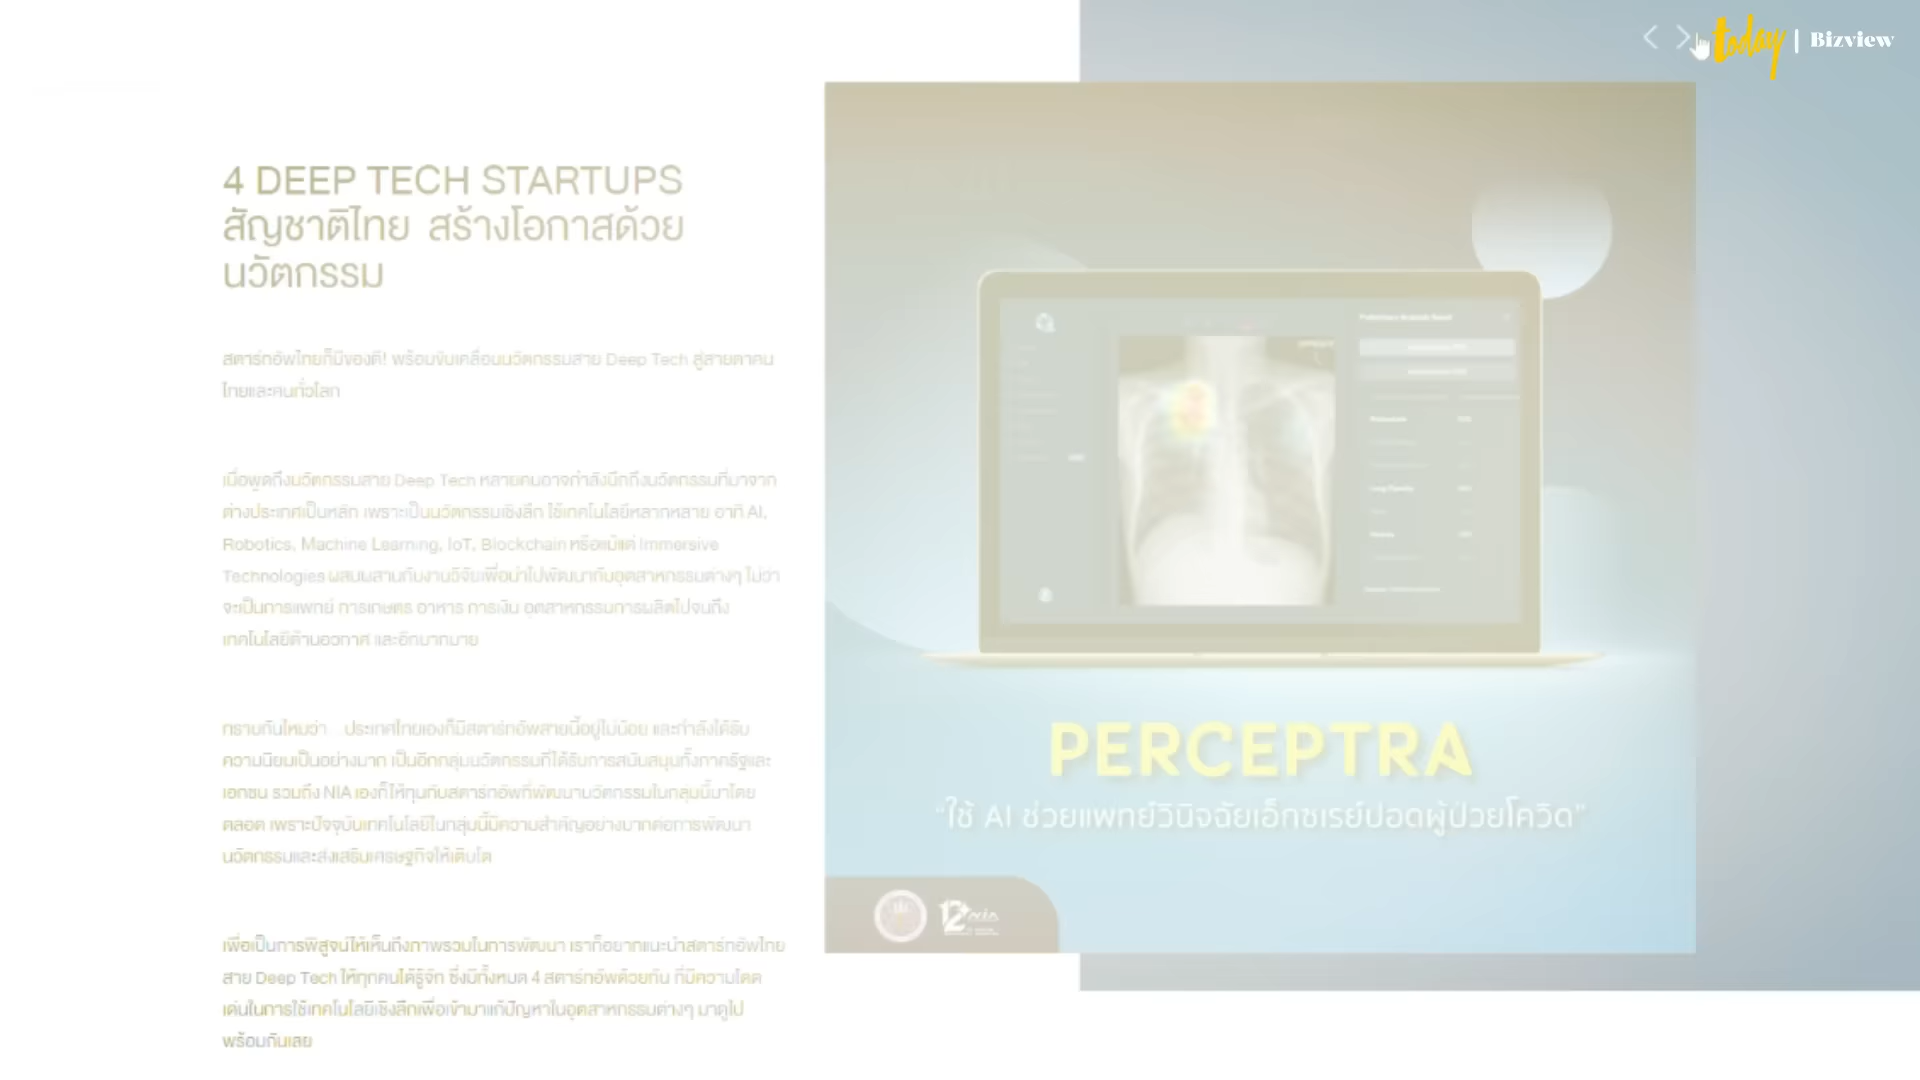 today | Bizview
4 DEEP TECH STARTUPS
สัญชาติไทย สร้างโอกาสด้วย
นวัตกรรม
สตาร์ทอัพไทยก็มีของดี! พร้อมขับเคลื่อนนวัตกรรมสาย Deep Tech สู่สายตาคน
ไทยและคนทั่วโลก
เมื่อพูดถึงนวัตกรรมสาย Deep Tech หลายคนอาจกำลังนึกถึงนวัตกรรมที่มาจาก
ต่างประเทศเป็นหลัก เพราะเป็นนวัตกรรมเชิงลึก ใช้เทคโนโลยีหลากหลาย อาทิ AI,
Robotics, Machine Learning, IoT, Blockchain หรือแม้แต่ Immersive
Technologies ผสมผสานกับงานวิจัยเพื่อนำไปพัฒนากับอุตสาหกรรมต่างๆ ไม่ว่า
จะเป็นการแพทย์ การเกษตร อาหาร การเงิน อุตสาหกรรมการผลิตไปจนถึง
เทคโนโลยีด้านอวกาศ และอีกมากมาย
ทราบกันไหมว่า... ประเทศไทยเองก็มีสตาร์ทอัพสายนี้อยู่ไม่น้อย และกำลังได้รับ
ความนิยมเป็นอย่างมาก เป็นอีกกลุ่มนวัตกรรมที่ได้รับการสนับสนุนทั้งภาครัฐและ
เอกชน รวมถึง NIA เองก็ให้ทุนกับสตาร์ทอัพที่พัฒนานวัตกรรมในกลุ่มนี้มาโดย
ตลอด เพราะปัจจุบันเทคโนโลยีในกลุ่มนี้มีความสำคัญอย่างมากต่อการพัฒนา
นวัตกรรมและส่งเสริมเศรษฐกิจให้เติบโต
เพื่อเป็นการพิสูจน์ให้เห็นถึงภาพรวมในการพัฒนา เราก็อยากแนะนำสตาร์ทอัพไทย
สาย Deep Tech ให้ทุกคนได้รู้จัก ซึ่งมีทั้งหมด 4 สตาร์ทอัพด้วยกัน ที่มีความโดด
เด่นในการใช้เทคโนโลยีเชิงลึกเพื่อเข้ามาแก้ปัญหาในอุตสาหกรรมต่างๆ มาดูไป
พร้อมกันเลย
PERCEPTRA
“ใช้ AI ช่วยแพทย์วินิจฉัยเอ็กซเรย์ปอดผู้ป่วยโควิด”
12 NIA